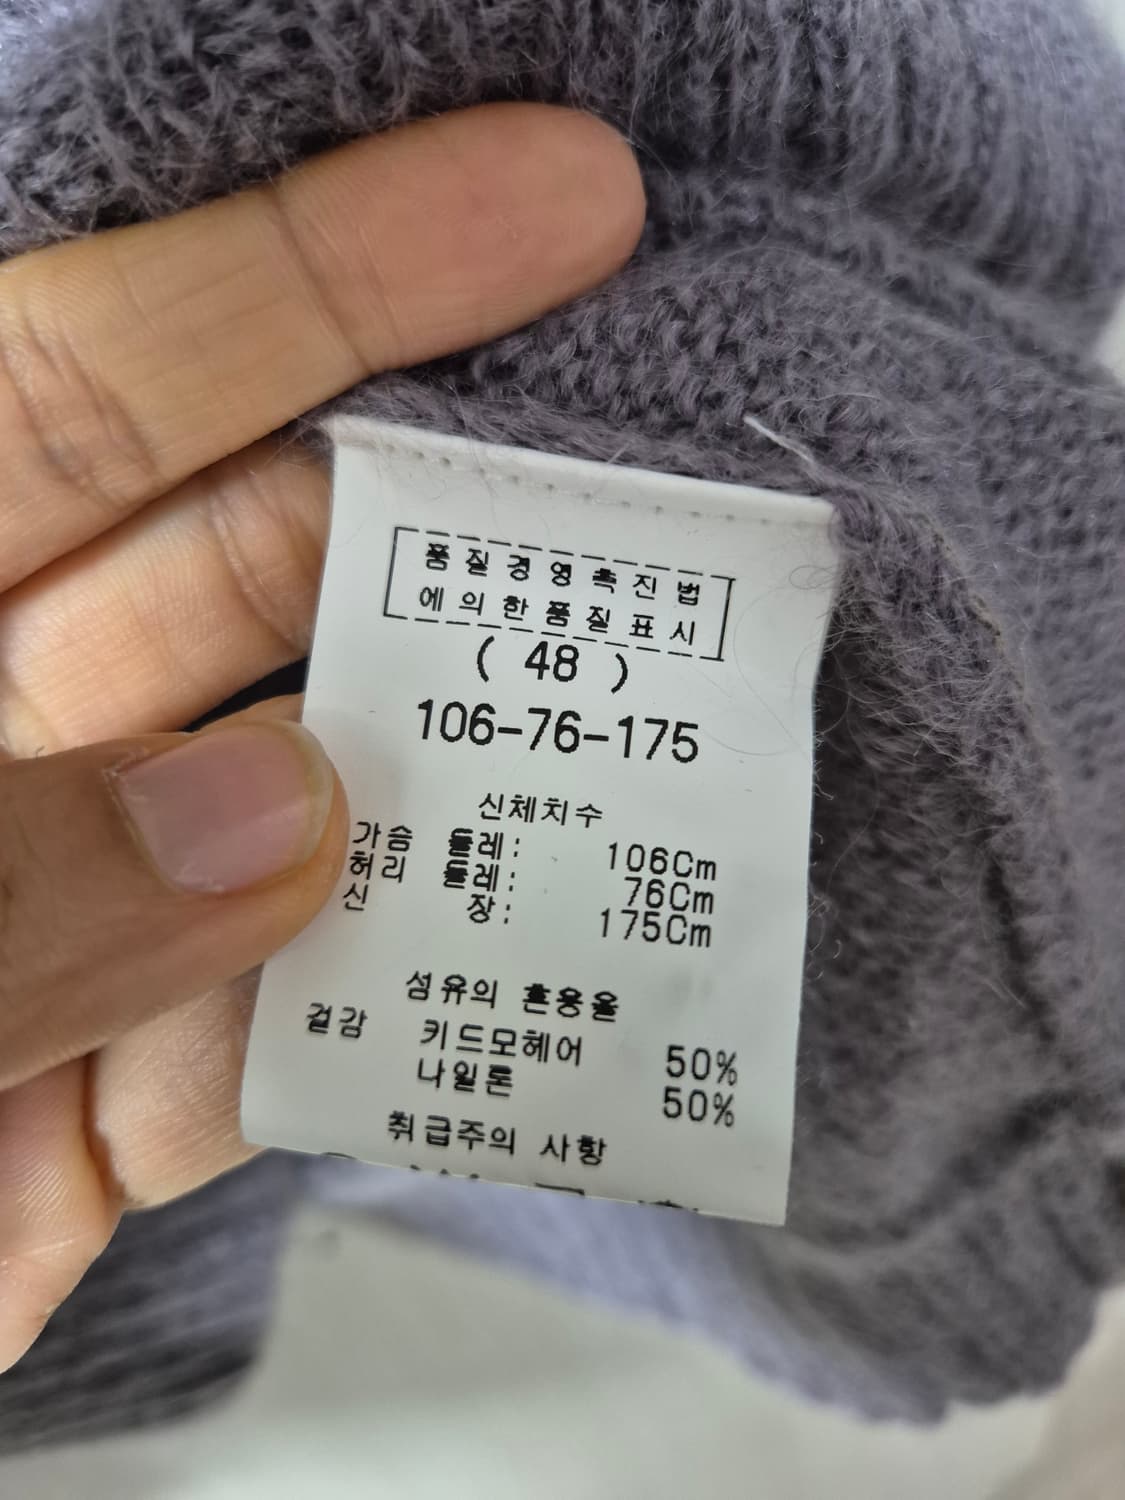 품질경영촉진법
에의한품질표시
( 48 )
106-76-175
신체치수
가슴 둘레: 106Cm
허리 둘레: 76Cm
신 장: 175Cm
섬유의 혼용율
겉감 키드모헤어 50%
나일론 50%
취급주의 사항